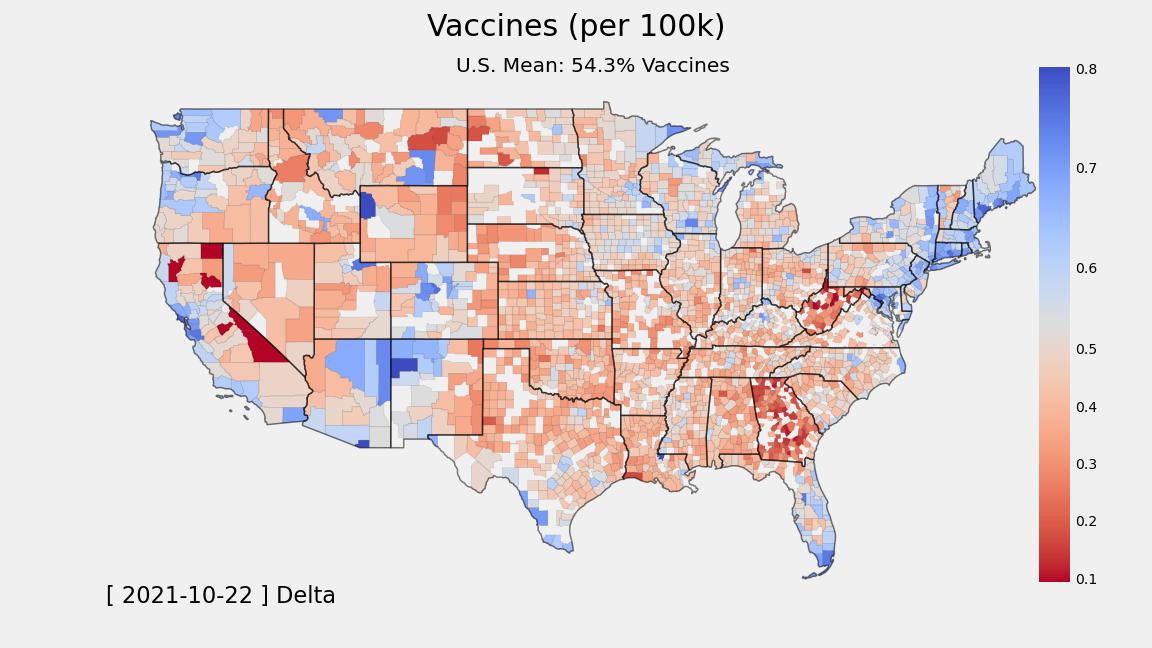 Vaccines (per 100k)
U.S. Mean: 54.3% Vaccines
0.8
0.7
0.6
0.5
0.4
0.3
0.2
0.1
[ 2021-10-22 ] Delta